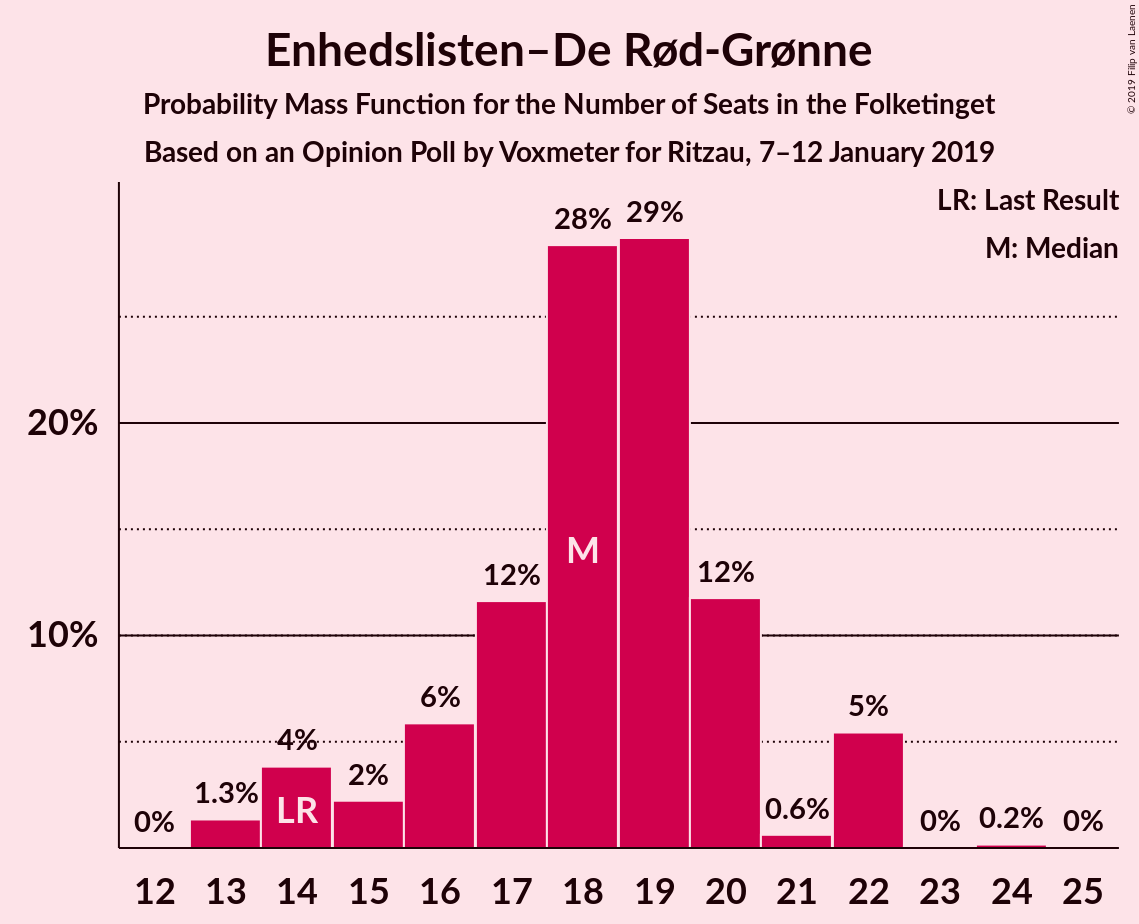 Enhedslisten–De Rød-Grønne
Probability Mass Function for the Number of Seats in the Folketinget
Based on an Opinion Poll by Voxmeter for Ritzau, 7–12 January 2019
© 2019 Filip van Laenen
LR: Last Result
M: Median
20%
10%
0%
1.3%
4%
2%
6%
12%
28%
29%
12%
0.6%
5%
0%
0.2%
0%
LR
M
12 13 14 15 16 17 18 19 20 21 22 23 24 25